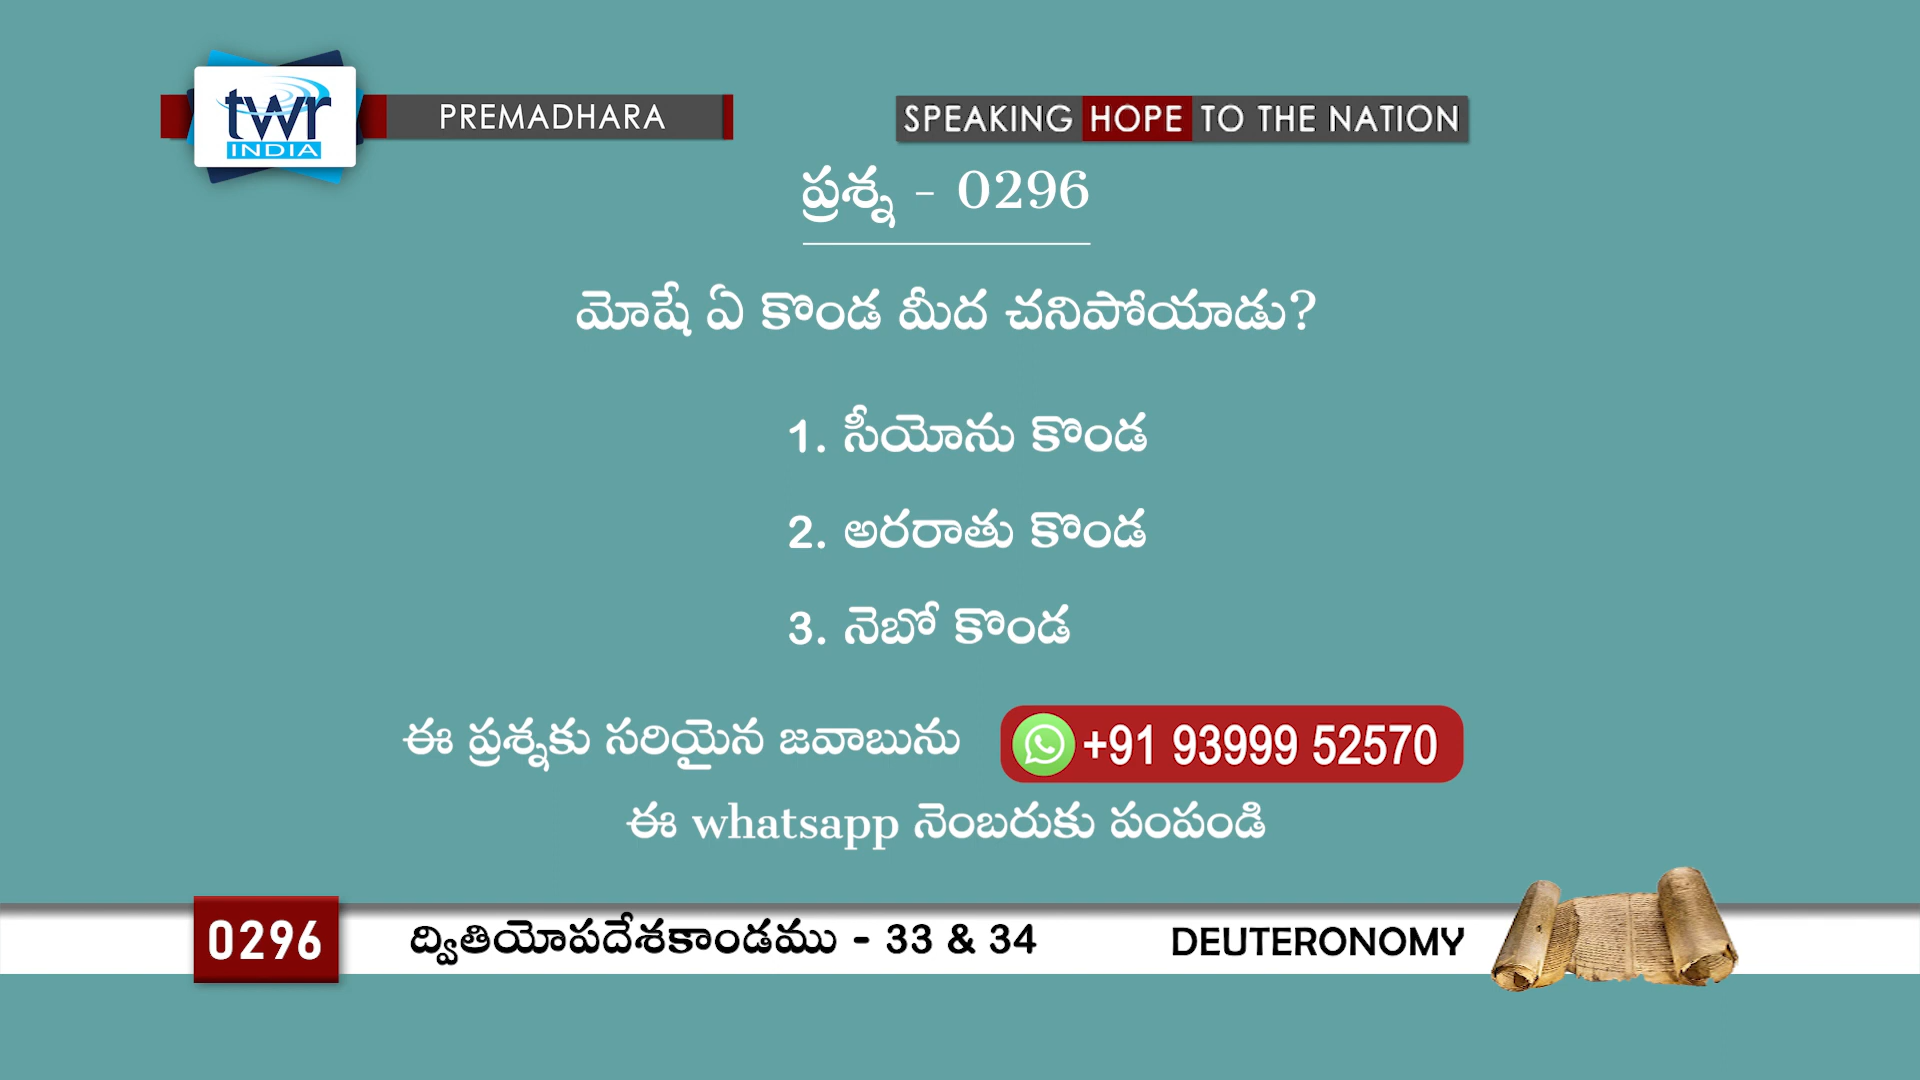 twr
INDIA
PREMADHARA
SPEAKING HOPE TO THE NATION
ప్రశ్న - 0296
మోషే ఏ కొండ మీద చనిపోయాడు?
1. సీయోను కొండ
2. అరరాతు కొండ
3. నెబో కొండ
ఈ ప్రశ్నకు సరియైన జవాబును +91 93999 52570
ఈ whatsapp నెంబరుకు పంపండి
0296 ద్వితియోపదేశకాండము - 33 & 34 DEUTERONOMY